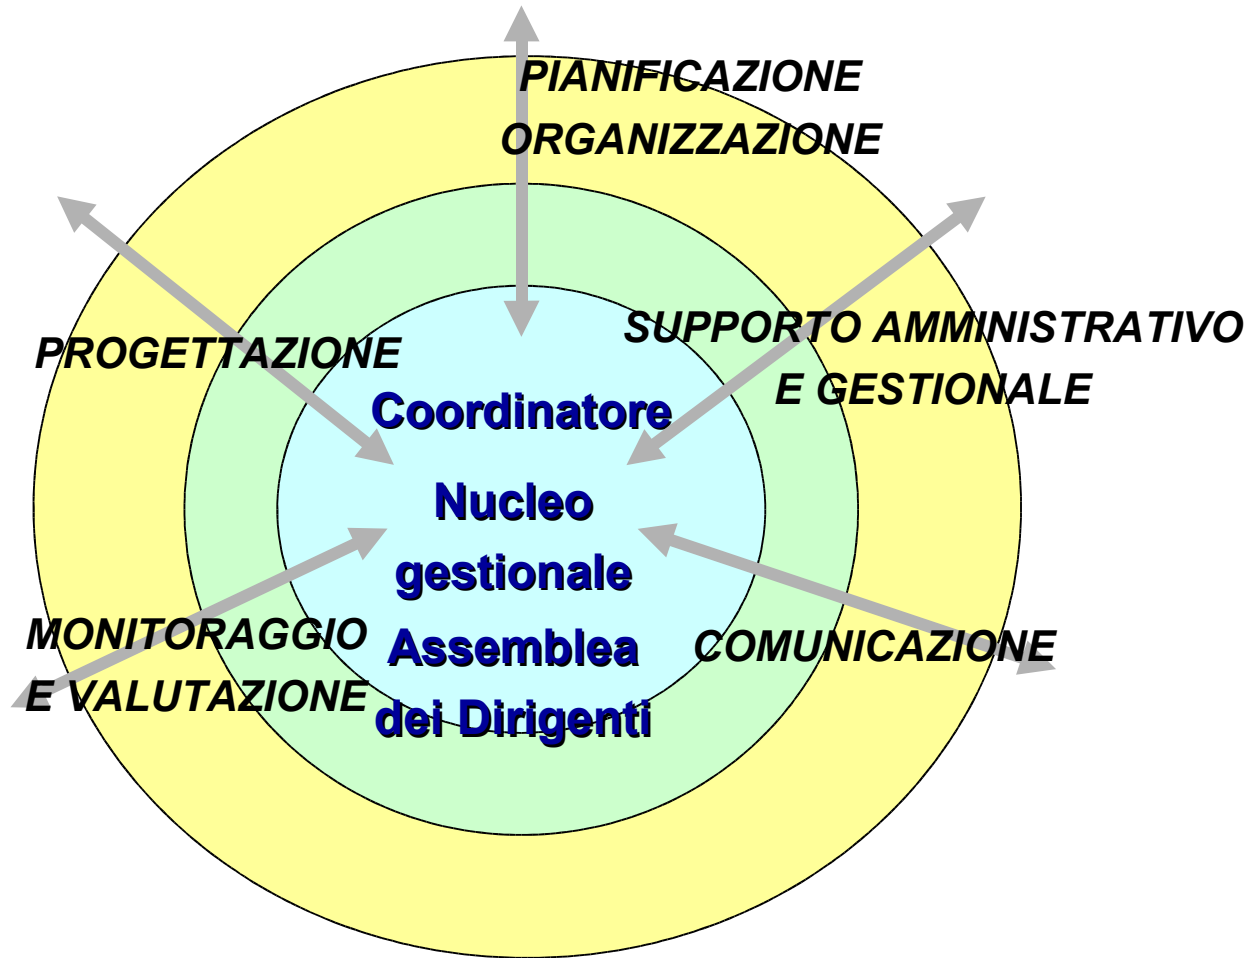 PIANIFICAZIONE
ORGANIZZAZIONE
PROGETTAZIONE
SUPPORTO AMMINISTRATIVO
E GESTIONALE
Coordinatore
Nucleo
gestionale
Assemblea
dei Dirigenti
MONITORAGGIO
E VALUTAZIONE
COMUNICAZIONE